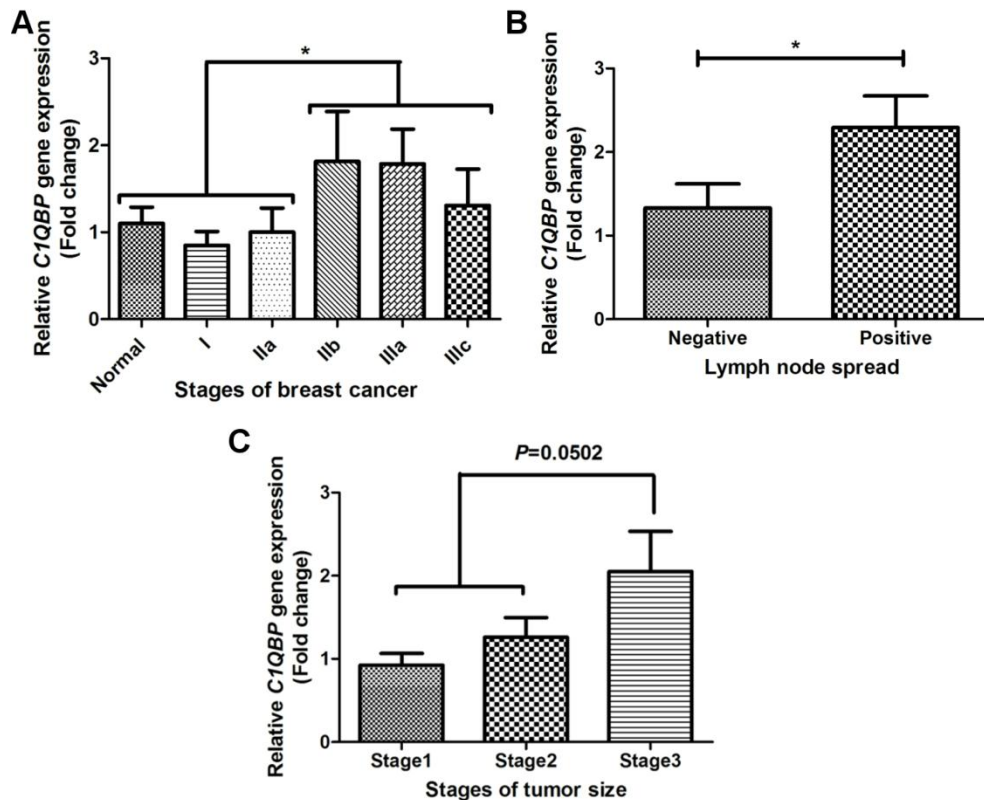 A
Relative C1QBP gene expression
(Fold change)
3
2
1
0
*
Normal
I
IIa
IIb
IIIa
IIIc
Stages of breast cancer
B
Relative C1QBP gene expression
(Fold change)
3
2
1
0
*
Negative
Positive
Lymph node spread
C
Relative C1QBP gene expression
(Fold change)
3
2
1
0
P=0.0502
Stage1
Stage2
Stage3
Stages of tumor size